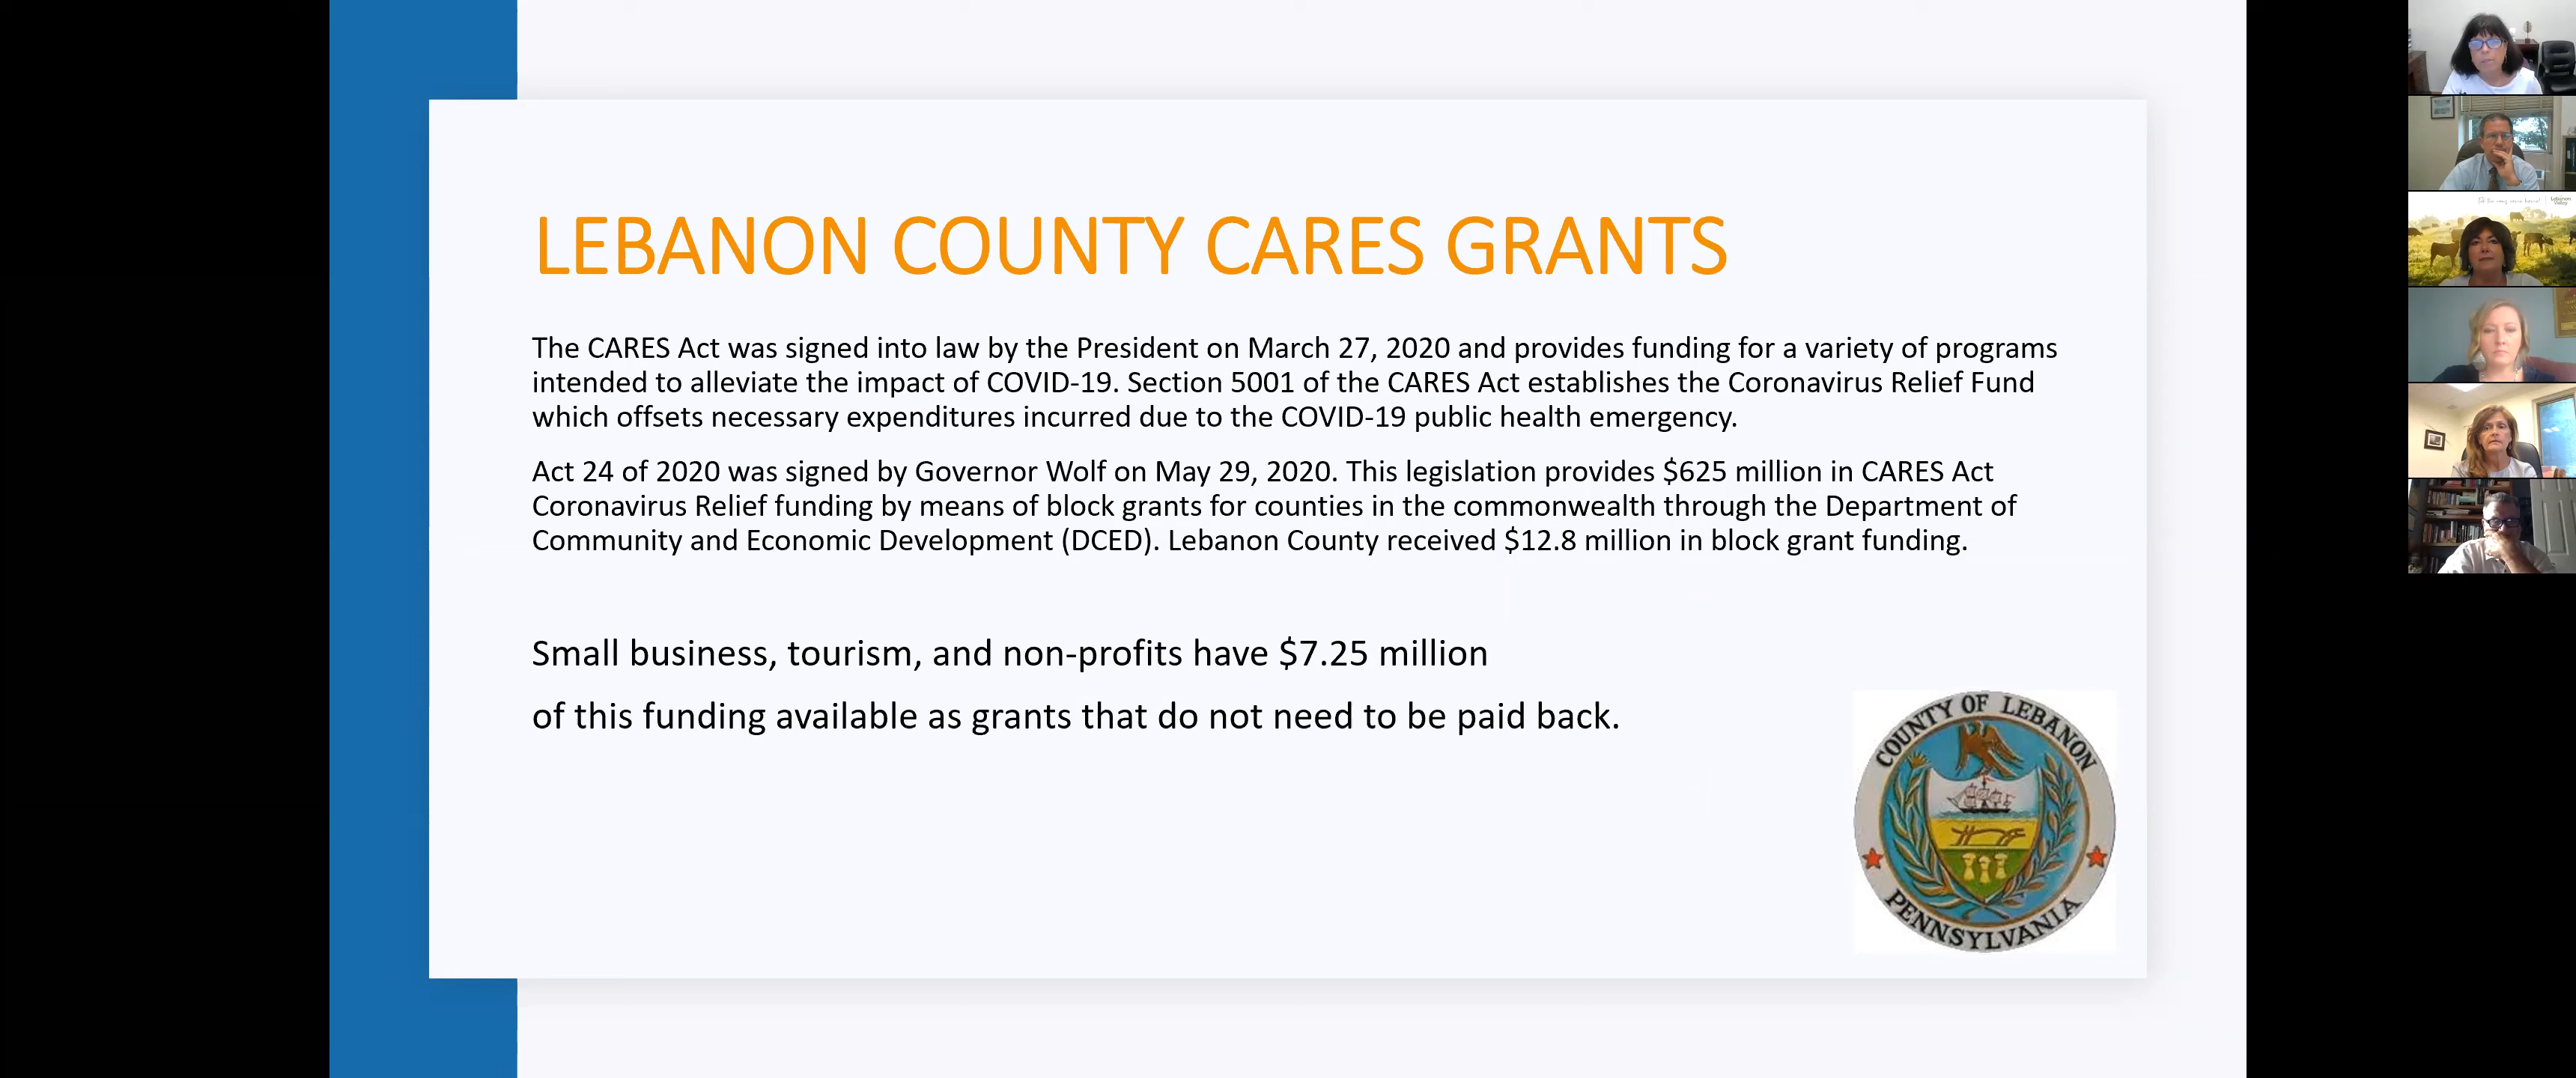 LEBANON COUNTY CARES GRANTS
The CARES Act was signed into law by the President on March 27, 2020 and provides funding for a variety of programs
intended to alleviate the impact of COVID-19. Section 5001 of the CARES Act establishes the Coronavirus Relief Fund
which offsets necessary expenditures incurred due to the COVID-19 public health emergency.
Act 24 of 2020 was signed by Governor Wolf on May 29, 2020. This legislation provides $625 million in CARES Act
Coronavirus Relief funding by means of block grants for counties in the commonwealth through the Department of
Community and Economic Development (DCED). Lebanon County received $12.8 million in block grant funding.
Small business, tourism, and non-profits have $7.25 million
of this funding available as grants that do not need to be paid back.
COUNTY OF LEBANON
PENNSYLVANIA
Lebanon
Valley